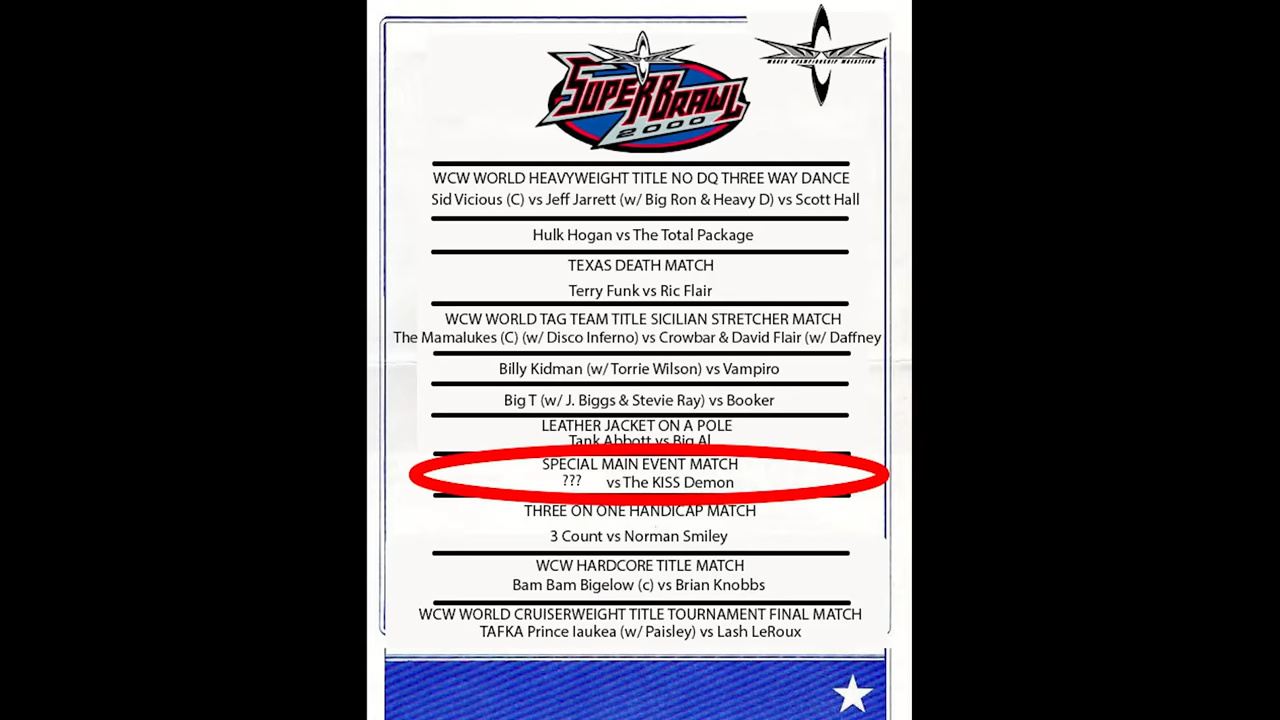 WORLD CHAMPIONSHIP WRESTLING
SUPERBRAWL
2000
WCW WORLD HEAVYWEIGHT TITLE NO DQ THREE WAY DANCE
Sid Vicious (C) vs Jeff Jarrett (w/ Big Ron & Heavy D) vs Scott Hall
Hulk Hogan vs The Total Package
TEXAS DEATH MATCH
Terry Funk vs Ric Flair
WCW WORLD TAG TEAM TITLE SICILIAN STRETCHER MATCH
The Mamalukes (C) (w/ Disco Inferno) vs Crowbar & David Flair (w/ Daffney
Billy Kidman (w/ Torrie Wilson) vs Vampiro
Big T (w/ J. Biggs & Stevie Ray) vs Booker
LEATHER JACKET ON A POLE
Tank Abbott vs Big Al
SPECIAL MAIN EVENT MATCH
??? vs The KISS Demon
THREE ON ONE HANDICAP MATCH
3 Count vs Norman Smiley
WCW HARDCORE TITLE MATCH
Bam Bam Bigelow (c) vs Brian Knobbs
WCW WORLD CRUISERWEIGHT TITLE TOURNAMENT FINAL MATCH
TAFKA Prince Iaukea (w/ Paisley) vs Lash LeRoux